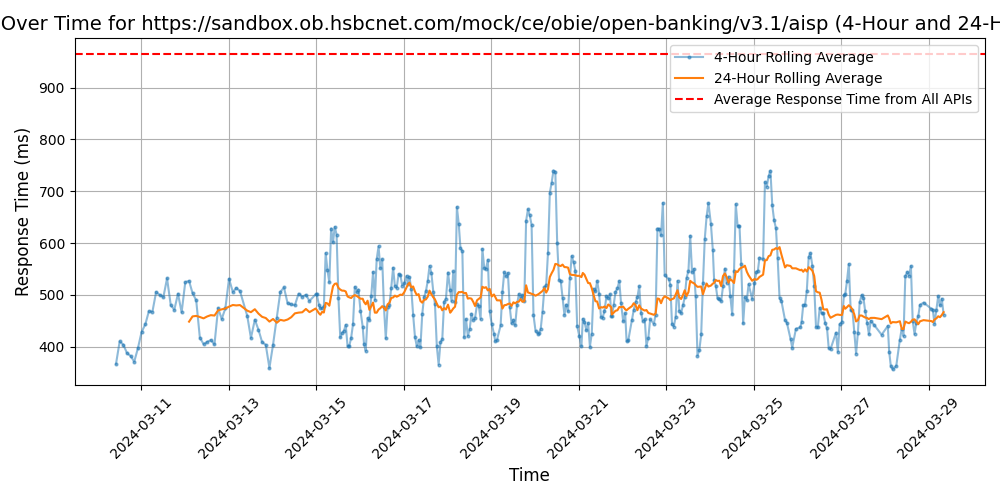 Over Time for https://sandbox.ob.hsbcnet.com/mock/ce/obie/open-banking/v3.1/aisp (4-Hour and 24-H
4-Hour Rolling Average
24-Hour Rolling Average
Average Response Time from All APIs
Response Time (ms)
900
800
700
600
500
400
2024-03-11
2024-03-13
2024-03-15
2024-03-17
2024-03-19
2024-03-21
2024-03-23
2024-03-25
2024-03-27
2024-03-29
Time